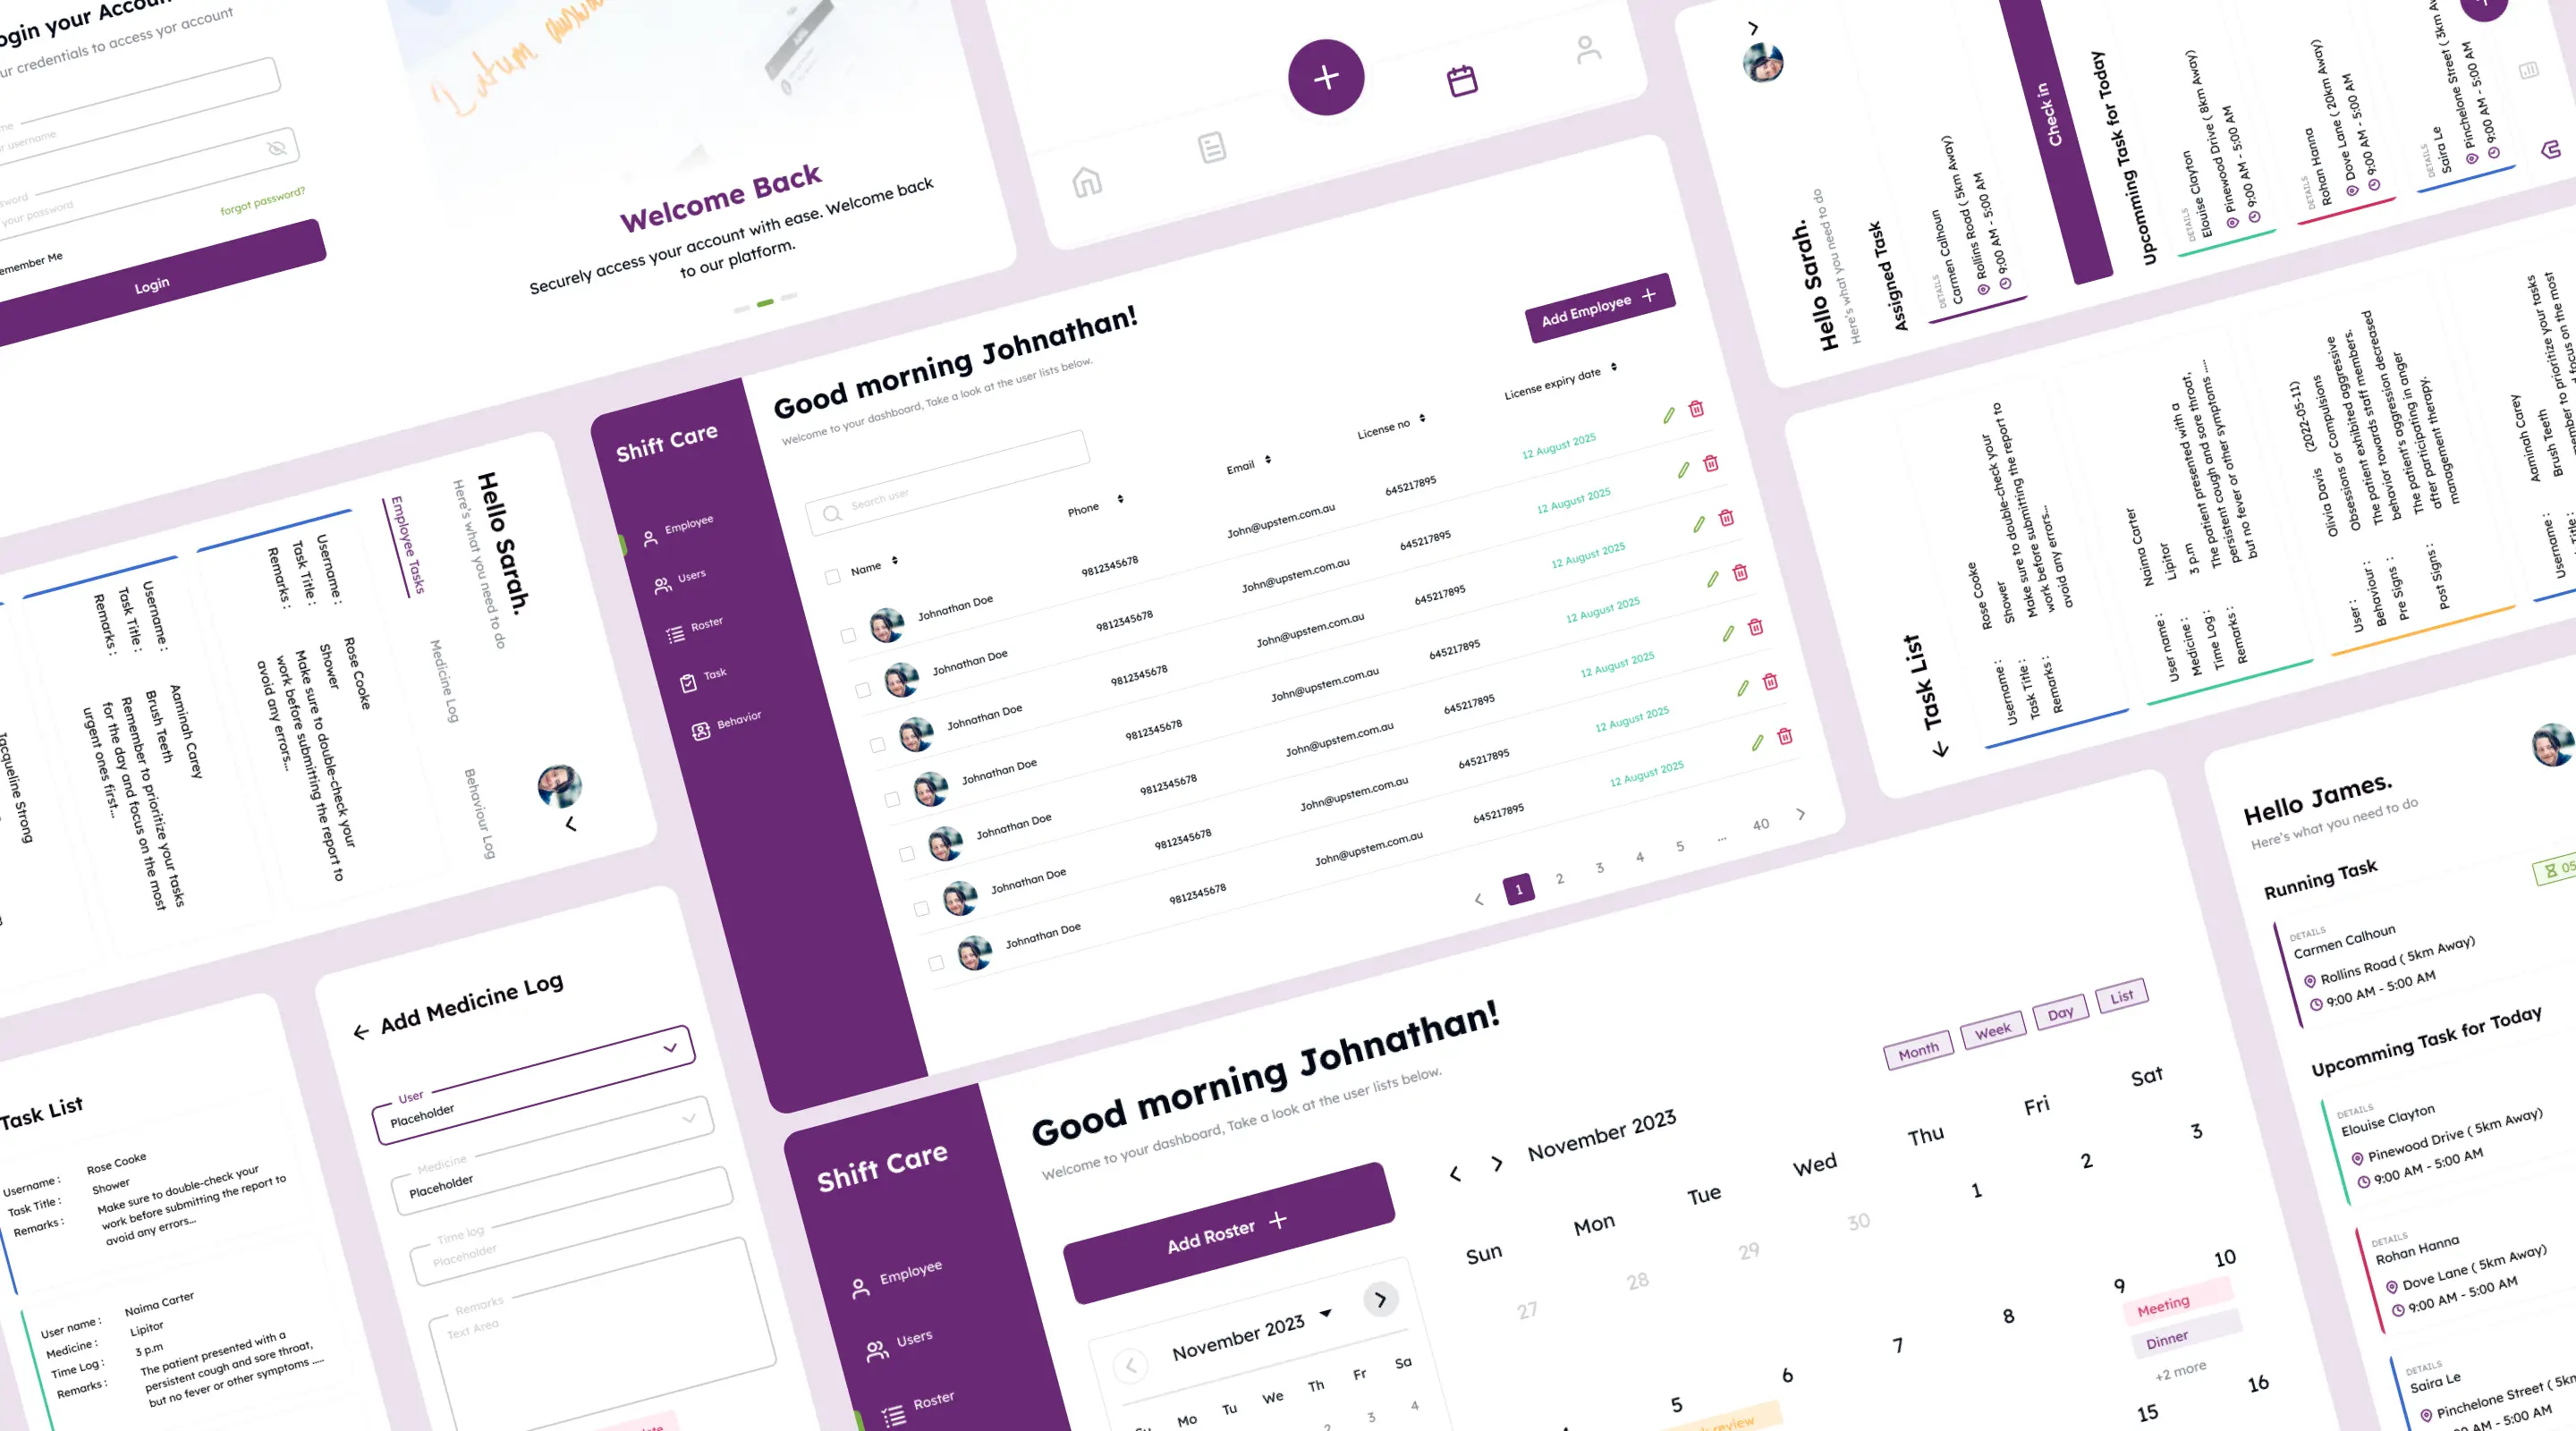 Login your Account
your credentials to access yor account
username
your password
forgot password?
Remember Me
Login
Datum
Welcome Back
Securely access your account with ease. Welcome back
to our platform.
Hello Sarah.
Here's what you need to do
Assigned Task
DETAILS
Carmen Calhoun
Rollins Road ( 5km Away)
9:00 AM - 5:00 AM
Check in
Upcomming Task for Today
DETAILS
Elouise Clayton
Pinewood Drive ( 8km Away)
9:00 AM - 5:00 AM
DETAILS
Rohan Hanna
Dove Lane ( 20km Away)
9:00 AM - 5:00 AM
DETAILS
Saira Le
Pinchelone Street ( 3km
9:00 AM - 5:00 AM
Shift Care
Employee
Users
Roster
Task
Behavior
Good morning Johnathan!
Welcome to your dashboard, Take a look at the user lists below.
Add Employee
Search user
Name Phone Email License no License expiry date
Johnathan Doe 9812345678 John@upstem.com.au 645217895 12 August 2025
Johnathan Doe 9812345678 John@upstem.com.au 645217895 12 August 2025
Johnathan Doe 9812345678 John@upstem.com.au 645217895 12 August 2025
Johnathan Doe 9812345678 John@upstem.com.au 645217895 12 August 2025
Johnathan Doe 9812345678 John@upstem.com.au 645217895 12 August 2025
Johnathan Doe 9812345678 John@upstem.com.au 645217895 12 August 2025
Johnathan Doe 9812345678 John@upstem.com.au 645217895 12 August 2025
1 2 3 4 5 ... 40
Hello Sarah.
Here's what you need to do
Employee Tasks Medicine Log Behaviour Log
Username : Rose Cooke
Task Title : Shower
Remarks : Make sure to double-check your
work before submitting the report to
avoid any errors...
Username : Aaminah Carey
Task Title : Brush Teeth
Remarks : Remember to prioritize your tasks
for the day and focus on the most
urgent ones first...
Jacqueline Strong
Task List
Username : Rose Cooke
Task Title : Shower
Remarks : Make sure to double-check your
work before submitting the report to
avoid any errors...
User name : Naima Carter
Medicine : Lipitor
Time Log : 3 p.m
Remarks : The patient presented with a
persistent cough and sore throat,
but no fever or other symptoms .....
User : Olivia Davis (2022-05-11)
Behaviour : Obsessions or Compulsions
Pre Signs : The patient exhibited aggressive
behavior towards staff members.
Post Signs : The patients aggression decreased
after participating in anger
management therapy.
Username : Aaminah Carey
Brush Teeth
to prioritize your tasks
focus on the most
Task List
Username : Rose Cooke
Task Title : Shower
Remarks : Make sure to double-check your
work before submitting the report to
avoid any errors...
User name : Naima Carter
Medicine : Lipitor
Time Log : 3 p.m
Remarks : The patient presented with a
persistent cough and sore throat,
but no fever or other symptoms .....
Add Medicine Log
User
Placeholder
Medicine
Placeholder
Time log
Placeholder
Remarks
Text Area
Shift Care
Employee
Users
Roster
Good morning Johnathan!
Welcome to your dashboard, Take a look at the user lists below.
Add Roster
November 2023
Mo Tu We Th Fr Sa
2 3 4
November 2023
Month Week Day List
Sun Mon Tue Wed Thu Fri Sat
27 28 29 30 1 2 3
5 6 7 8 9 10
Meeting
Dinner
+2 more
review
15 16
Hello James.
Here's what you need to do
Running Task
05
DETAILS
Carmen Calhoun
Rollins Road ( 5km Away)
9:00 AM - 5:00 AM
Upcomming Task for Today
DETAILS
Elouise Clayton
Pinewood Drive ( 5km Away)
9:00 AM - 5:00 AM
DETAILS
Rohan Hanna
Dove Lane ( 5km Away)
9:00 AM - 5:00 AM
DETAILS
Saira Le
Pinchelone Street ( 5km
AM - 5:00 AM